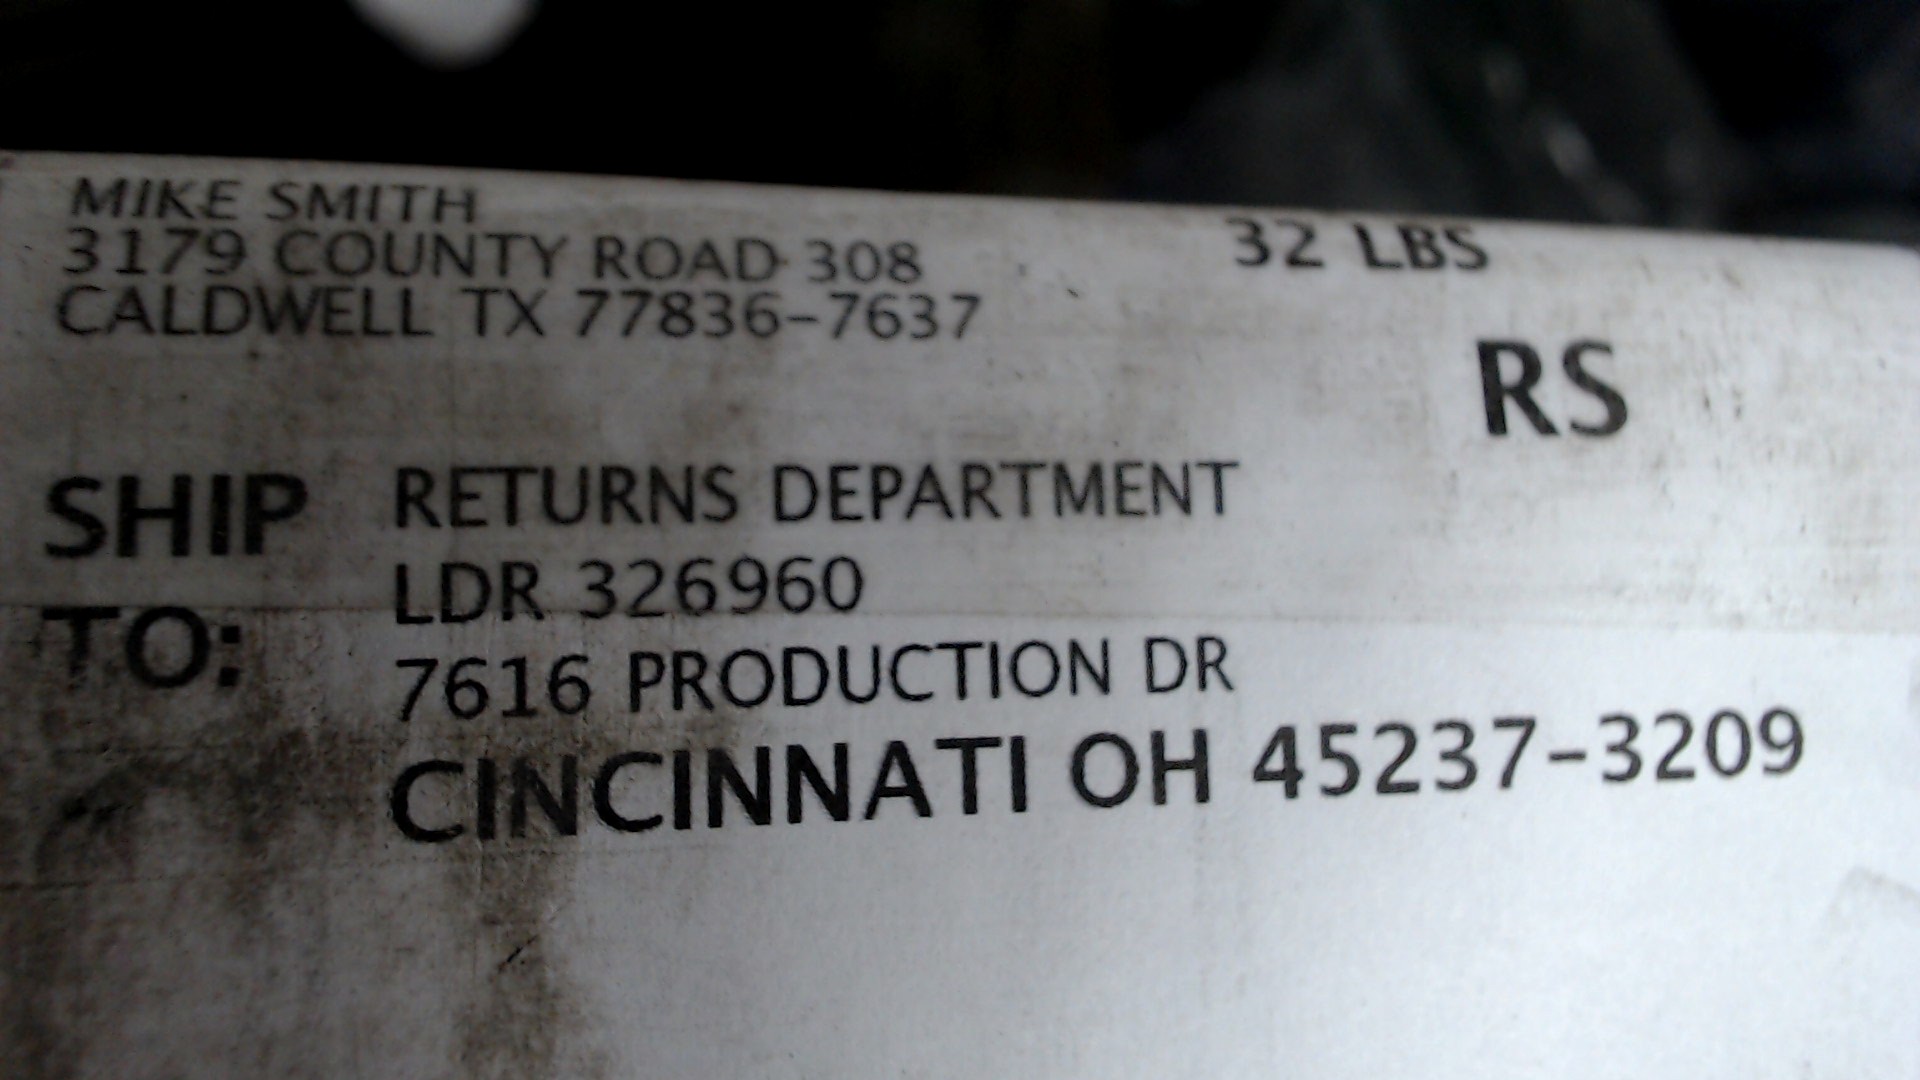 MIKE SMITH
3179 COUNTY ROAD 308
CALDWELL TX 77836-7637
32 LBS
RS
SHIP TO:
RETURNS DEPARTMENT
LDR 326960
7616 PRODUCTION DR
CINCINNATI OH 45237-3209